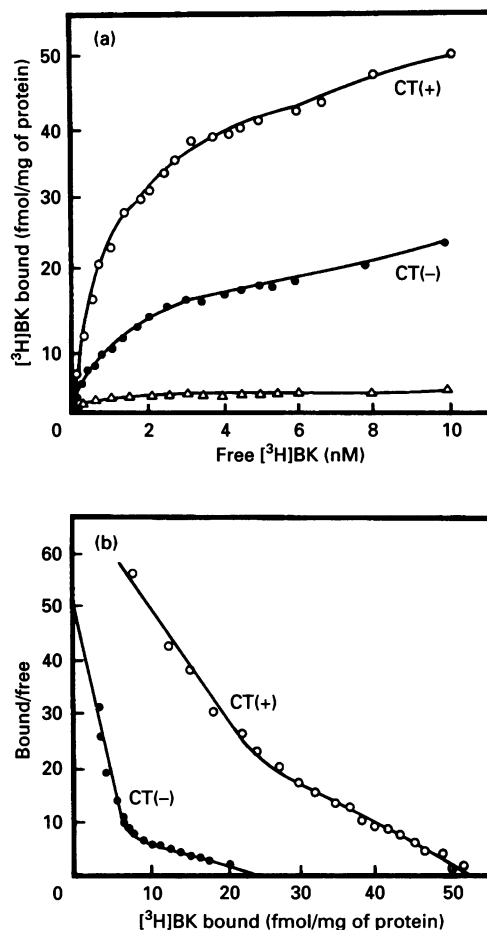 (a)
50
40
30
20
10
0
2
4
6
8
10
CT(+)
CT(–)
[³H]BK bound (fmol/mg of protein)
Free [³H]BK (nM)
(b)
60
50
40
30
20
10
0
10
20
30
40
50
CT(+)
CT(–)
Bound/free
[³H]BK bound (fmol/mg of protein)